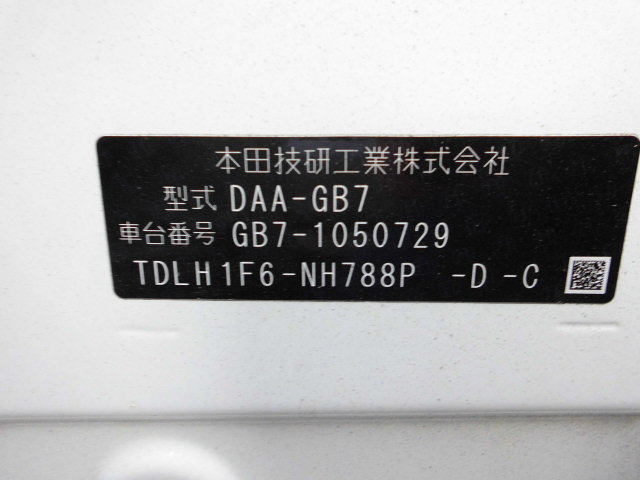 本田技研工業株式会社
型式 DAA-GB7
車台番号 GB7-1050729
TDLH1F6-NH788P -D -C